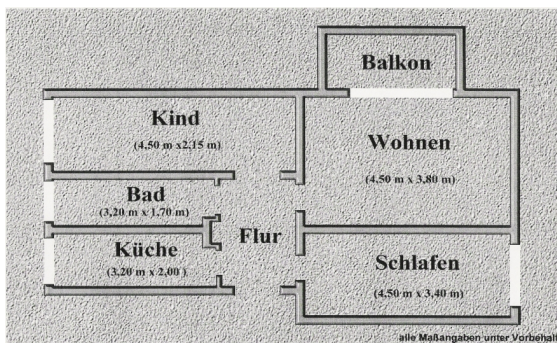 Balkon
Kind
(4,50 m x2,15 m)
Wohnen
(4,50 m x 3,80 m)
Bad
(3,20 m x 1,70 m)
Flur
Küche
(3,20 m x 2,00 )
Schlafen
(4,50 m x 3,40 m)
alle Maßangaben unter Vorbehalt